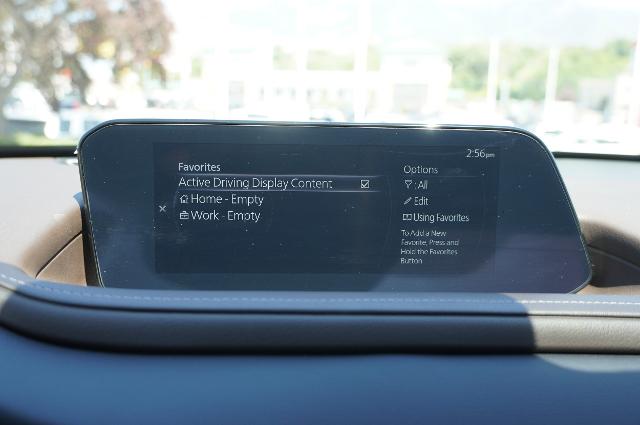 2:56pm
Favorites
Active Driving Display Content
Home - Empty
Work - Empty
Options
: All
Edit
Using Favorites
To Add a New
Favorite, Press and
Hold the Favorites
Button